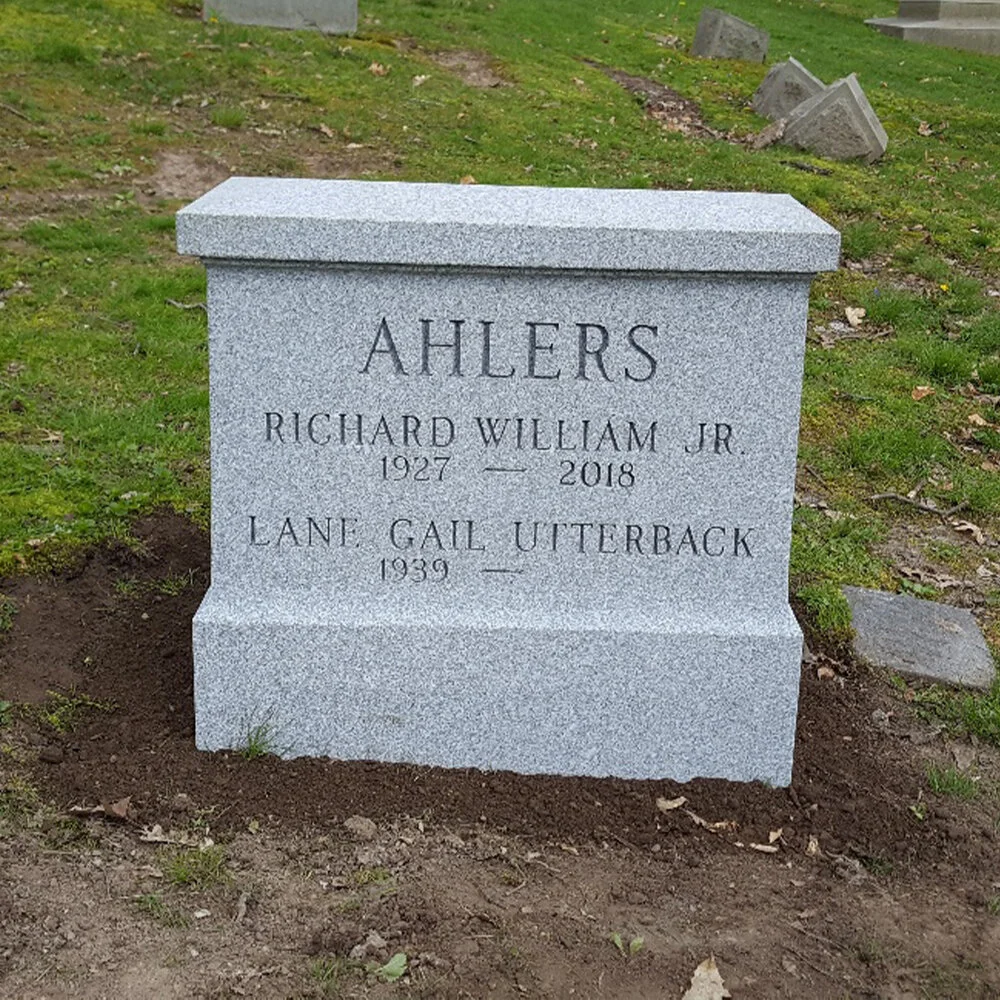 AHLERS
RICHARD WILLIAM JR.
1927 — 2018
LANE GAIL UTTERBACK
1939 —